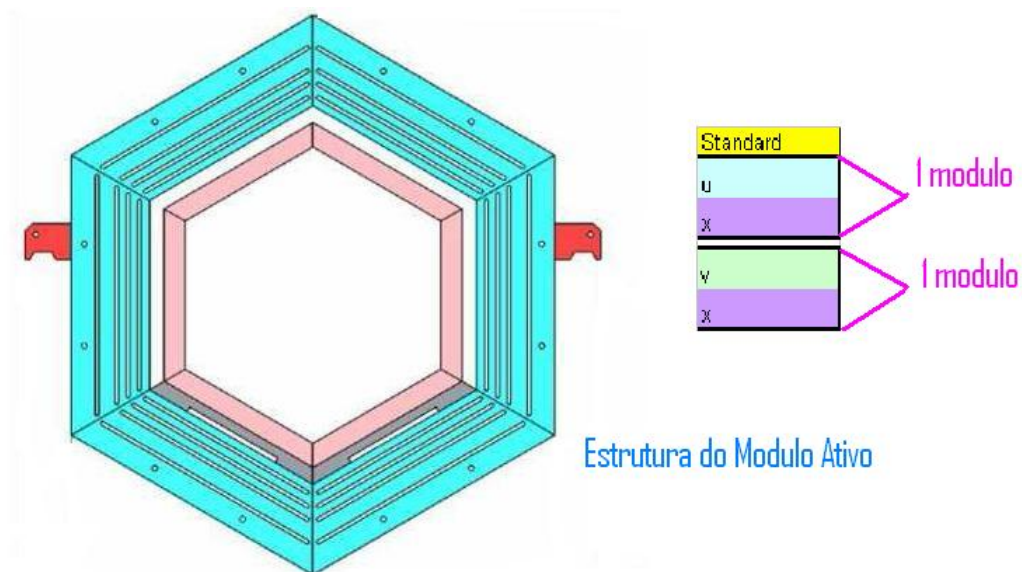 Standard
u
x
1 modulo
v
x
1 modulo
Estrutura do Modulo Ativo